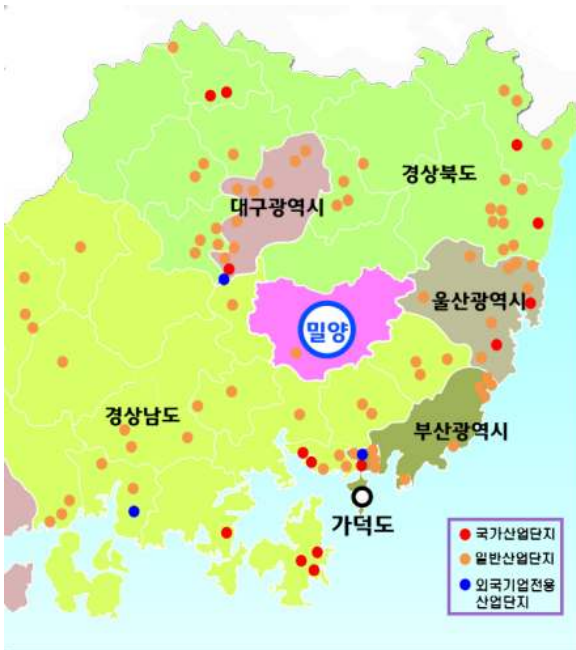 경상북도
대구광역시
울산광역시
밀양
경상남도
부산광역시
가덕도
국가산업단지
일반산업단지
외국기업전용
산업단지